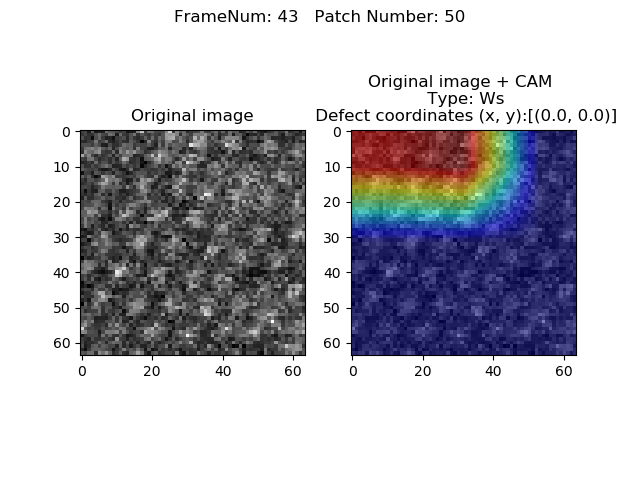 FrameNum: 43   Patch Number: 50
Original image
Original image + CAM
Type: Ws
Defect coordinates (x, y):[(0.0, 0.0)]
0
10
20
30
40
50
60
0 20 40 60
0
10
20
30
40
50
60
0 20 40 60